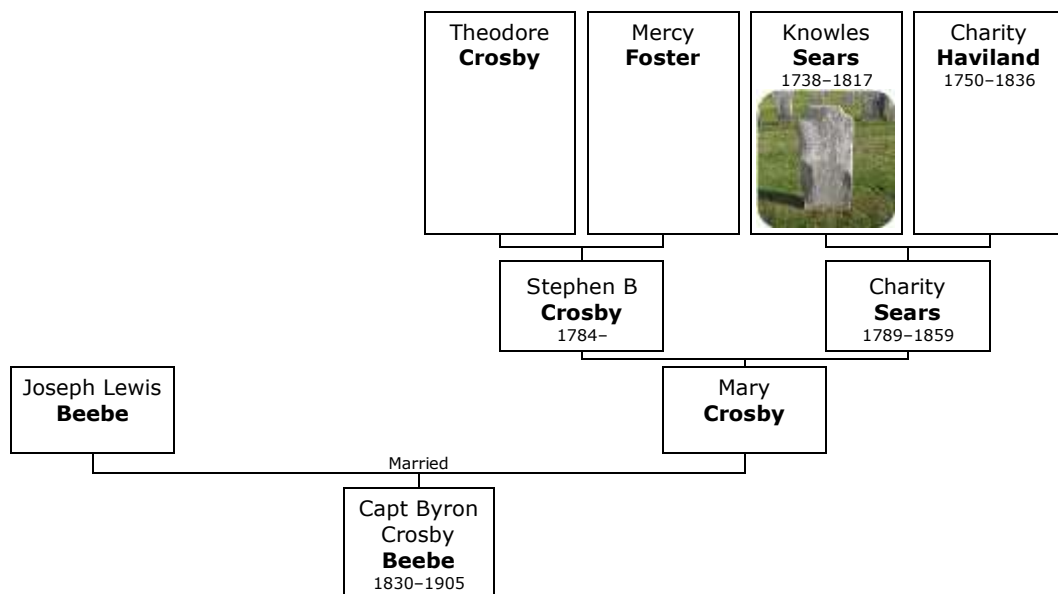 Theodore
Crosby
Mercy
Foster
Knowles
Sears
1738–1817
Charity
Haviland
1750–1836
Stephen B
Crosby
1784–
Charity
Sears
1789–1859
Joseph Lewis
Beebe
Mary
Crosby
Married
Capt Byron
Crosby
Beebe
1830–1905